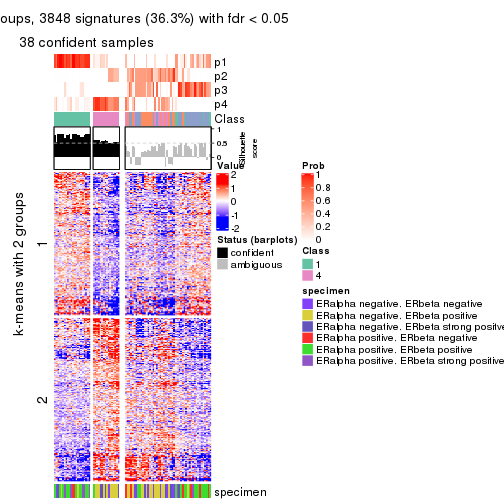 oups, 3848 signatures (36.3%) with fdr < 0.05
38 confident samples
p1
p2
p3
p4
Class
1
0.5
0
Silhouette
score
k-means with 2 groups
1
2
Value
2
1
0
-1
-2
Status (barplots)
confident
ambiguous
Prob
1
0.8
0.6
0.4
0.2
0
Class
1
4
specimen
ERalpha negative. ERbeta negative
ERalpha negative. ERbeta positive
ERalpha negative. ERbeta strong positive
ERalpha positive. ERbeta negative
ERalpha positive. ERbeta positive
ERalpha positive. ERbeta strong positive
specimen